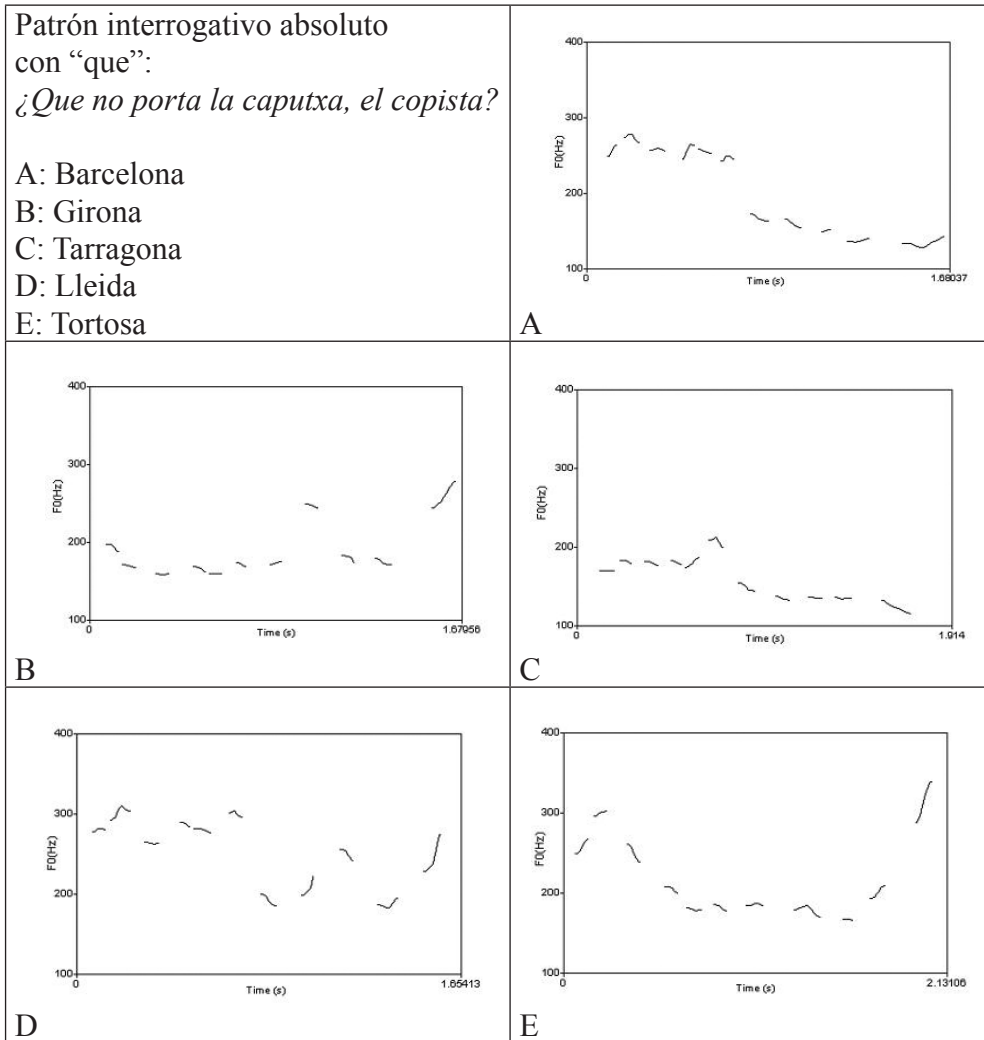 Patrón interrogativo absoluto
con “que”:
¿Que no porta la caputxa, el copista?
A: Barcelona
B: Girona
C: Tarragona
D: Lleida
E: Tortosa
400
300
200
100
F0(Hz)
0
Time (s)
1.68037
A
400
300
200
100
F0(Hz)
0
Time (s)
1.67956
B
400
300
200
100
F0(Hz)
0
Time (s)
1.914
C
400
300
200
100
F0(Hz)
0
Time (s)
1.65413
D
400
300
200
100
F0(Hz)
0
Time (s)
2.13106
E